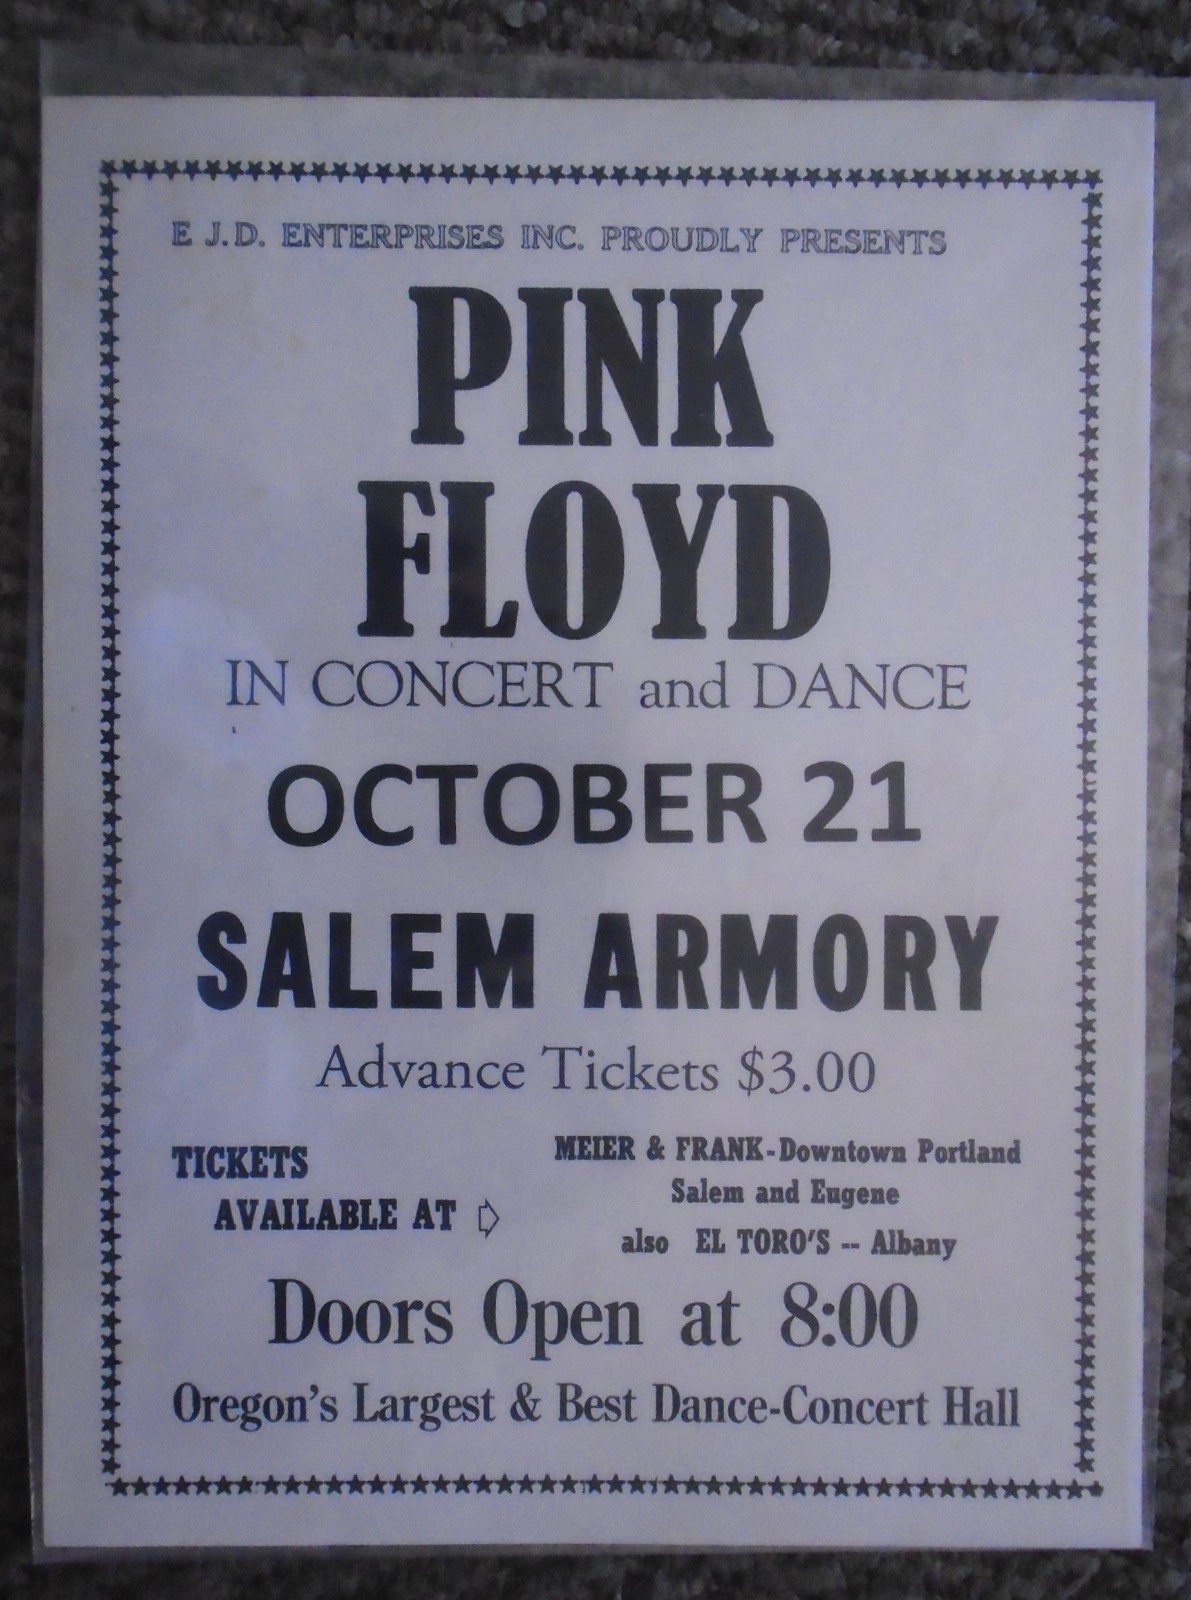 E J.D. ENTERPRISES INC. PROUDLY PRESENTS
PINK
FLOYD
IN CONCERT and DANCE
OCTOBER 21
SALEM ARMORY
Advance Tickets $3.00
TICKETS
AVAILABLE AT
MEIER & FRANK-Downtown Portland
Salem and Eugene
also EL TORO'S -- Albany
Doors Open at 8:00
Oregon's Largest & Best Dance-Concert Hall